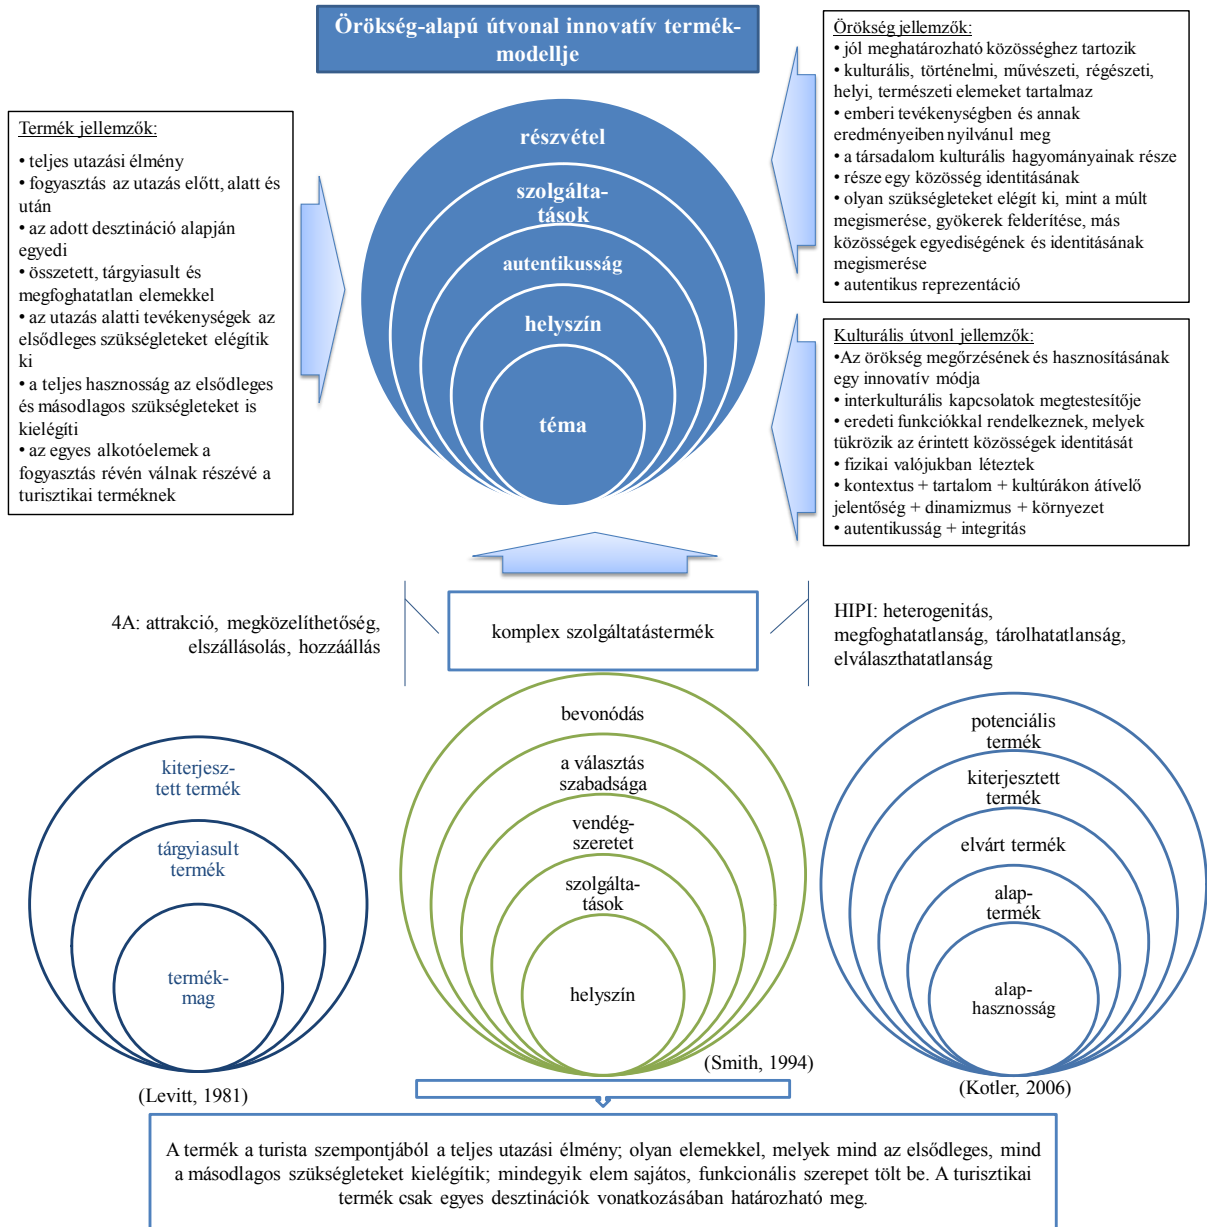 Örökség-alapú útvonal innovatív termék-
modellje
Termék jellemzők:
• teljes utazási élmény
• fogyasztás az utazás előtt, alatt és
után
• az adott desztináció alapján
egyedi
• összetett, tárgyiasult és
megfoghatatlan elemekkel
• az utazás alatti tevékenységek az
elsődleges szükségleteket elégítik
ki
• a teljes hasznosság az elsődleges
és másodlagos szükségleteket is
kielégíti
• az egyes alkotóelemek a
fogyasztás révén válnak részévé a
turisztikai terméknek
részvétel
szolgálta-
tások
autentikusság
helyszín
téma
Örökség jellemzők:
• jól meghatározható közösséghez tartozik
• kulturális, történelmi, művészeti, régészeti,
helyi, természeti elemeket tartalmaz
• emberi tevékenységben és annak
eredményeiben nyilvánul meg
• a társadalom kulturális hagyományainak része
• része egy közösség identitásának
• olyan szükségleteket elégít ki, mint a múlt
megismerése, gyökerek felderítése, más
közösségek egyediségének és identitásának
megismerése
• autentikus reprezentáció
Kulturális útvonl jellemzők:
•Az örökség megőrzésének és hasznosításának
egy innovatív módja
• interkulturális kapcsolatok megtestesítője
• eredeti funkciókkal rendelkeznek, melyek
tükrözik az érintett közösségek identitását
• fizikai valójukban léteztek
• kontextus + tartalom + kultúrákon átívelő
jelentőség + dinamizmus + környezet
• autentikusság + integritás
4A: attrakció, megközelíthetőség,
elszállásolás, hozzáállás
komplex szolgáltatástermék
HIPI: heterogenitás,
megfoghatatlanság, tárolhatatlanság,
elválaszthatatlanság
kiterjesz-
tett termék
tárgyiasult
termék
termék-
mag
(Levitt, 1981)
bevonódás
a választás
szabadsága
vendég-
szeretet
szolgálta-
tások
helyszín
(Smith, 1994)
potenciális
termék
kiterjesztett
termék
elvárt termék
alap-
termék
alap-
hasznosság
(Kotler, 2006)
A termék a turista szempontjából a teljes utazási élmény; olyan elemekkel, melyek mind az elsődleges, mind
a másodlagos szükségleteket kielégítik; mindegyik elem sajátos, funkcionális szerepet tölt be. A turisztikai
termék csak egyes desztinációk vonatkozásában határozható meg.